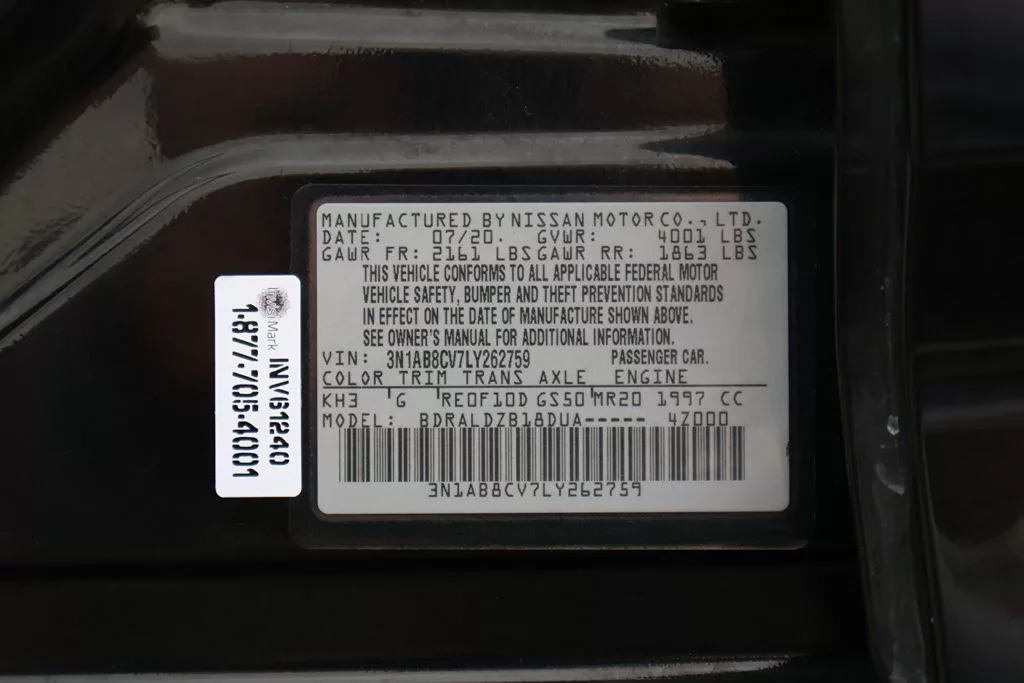 MANUFACTURED BY NISSAN MOTOR CO., LTD.
DATE: 07/20. GVWR: 4001 LBS
GAWR FR: 2161 LBS GAWR RR: 1863 LBS
THIS VEHICLE CONFORMS TO ALL APPLICABLE FEDERAL MOTOR
VEHICLE SAFETY, BUMPER AND THEFT PREVENTION STANDARDS
IN EFFECT ON THE DATE OF MANUFACTURE SHOWN ABOVE.
SEE OWNER'S MANUAL FOR ADDITIONAL INFORMATION.
VIN: 3N1AB8CV7LY262759 PASSENGER CAR.
COLOR TRIM TRANS AXLE ENGINE
KH3 G RE0F10D GS50 MR20 1997 CC
MODEL: BDRALDZB18DUA----- 4Z000
3N1AB8CV7LY262759
Mark
INV61240
1-877-705-4001